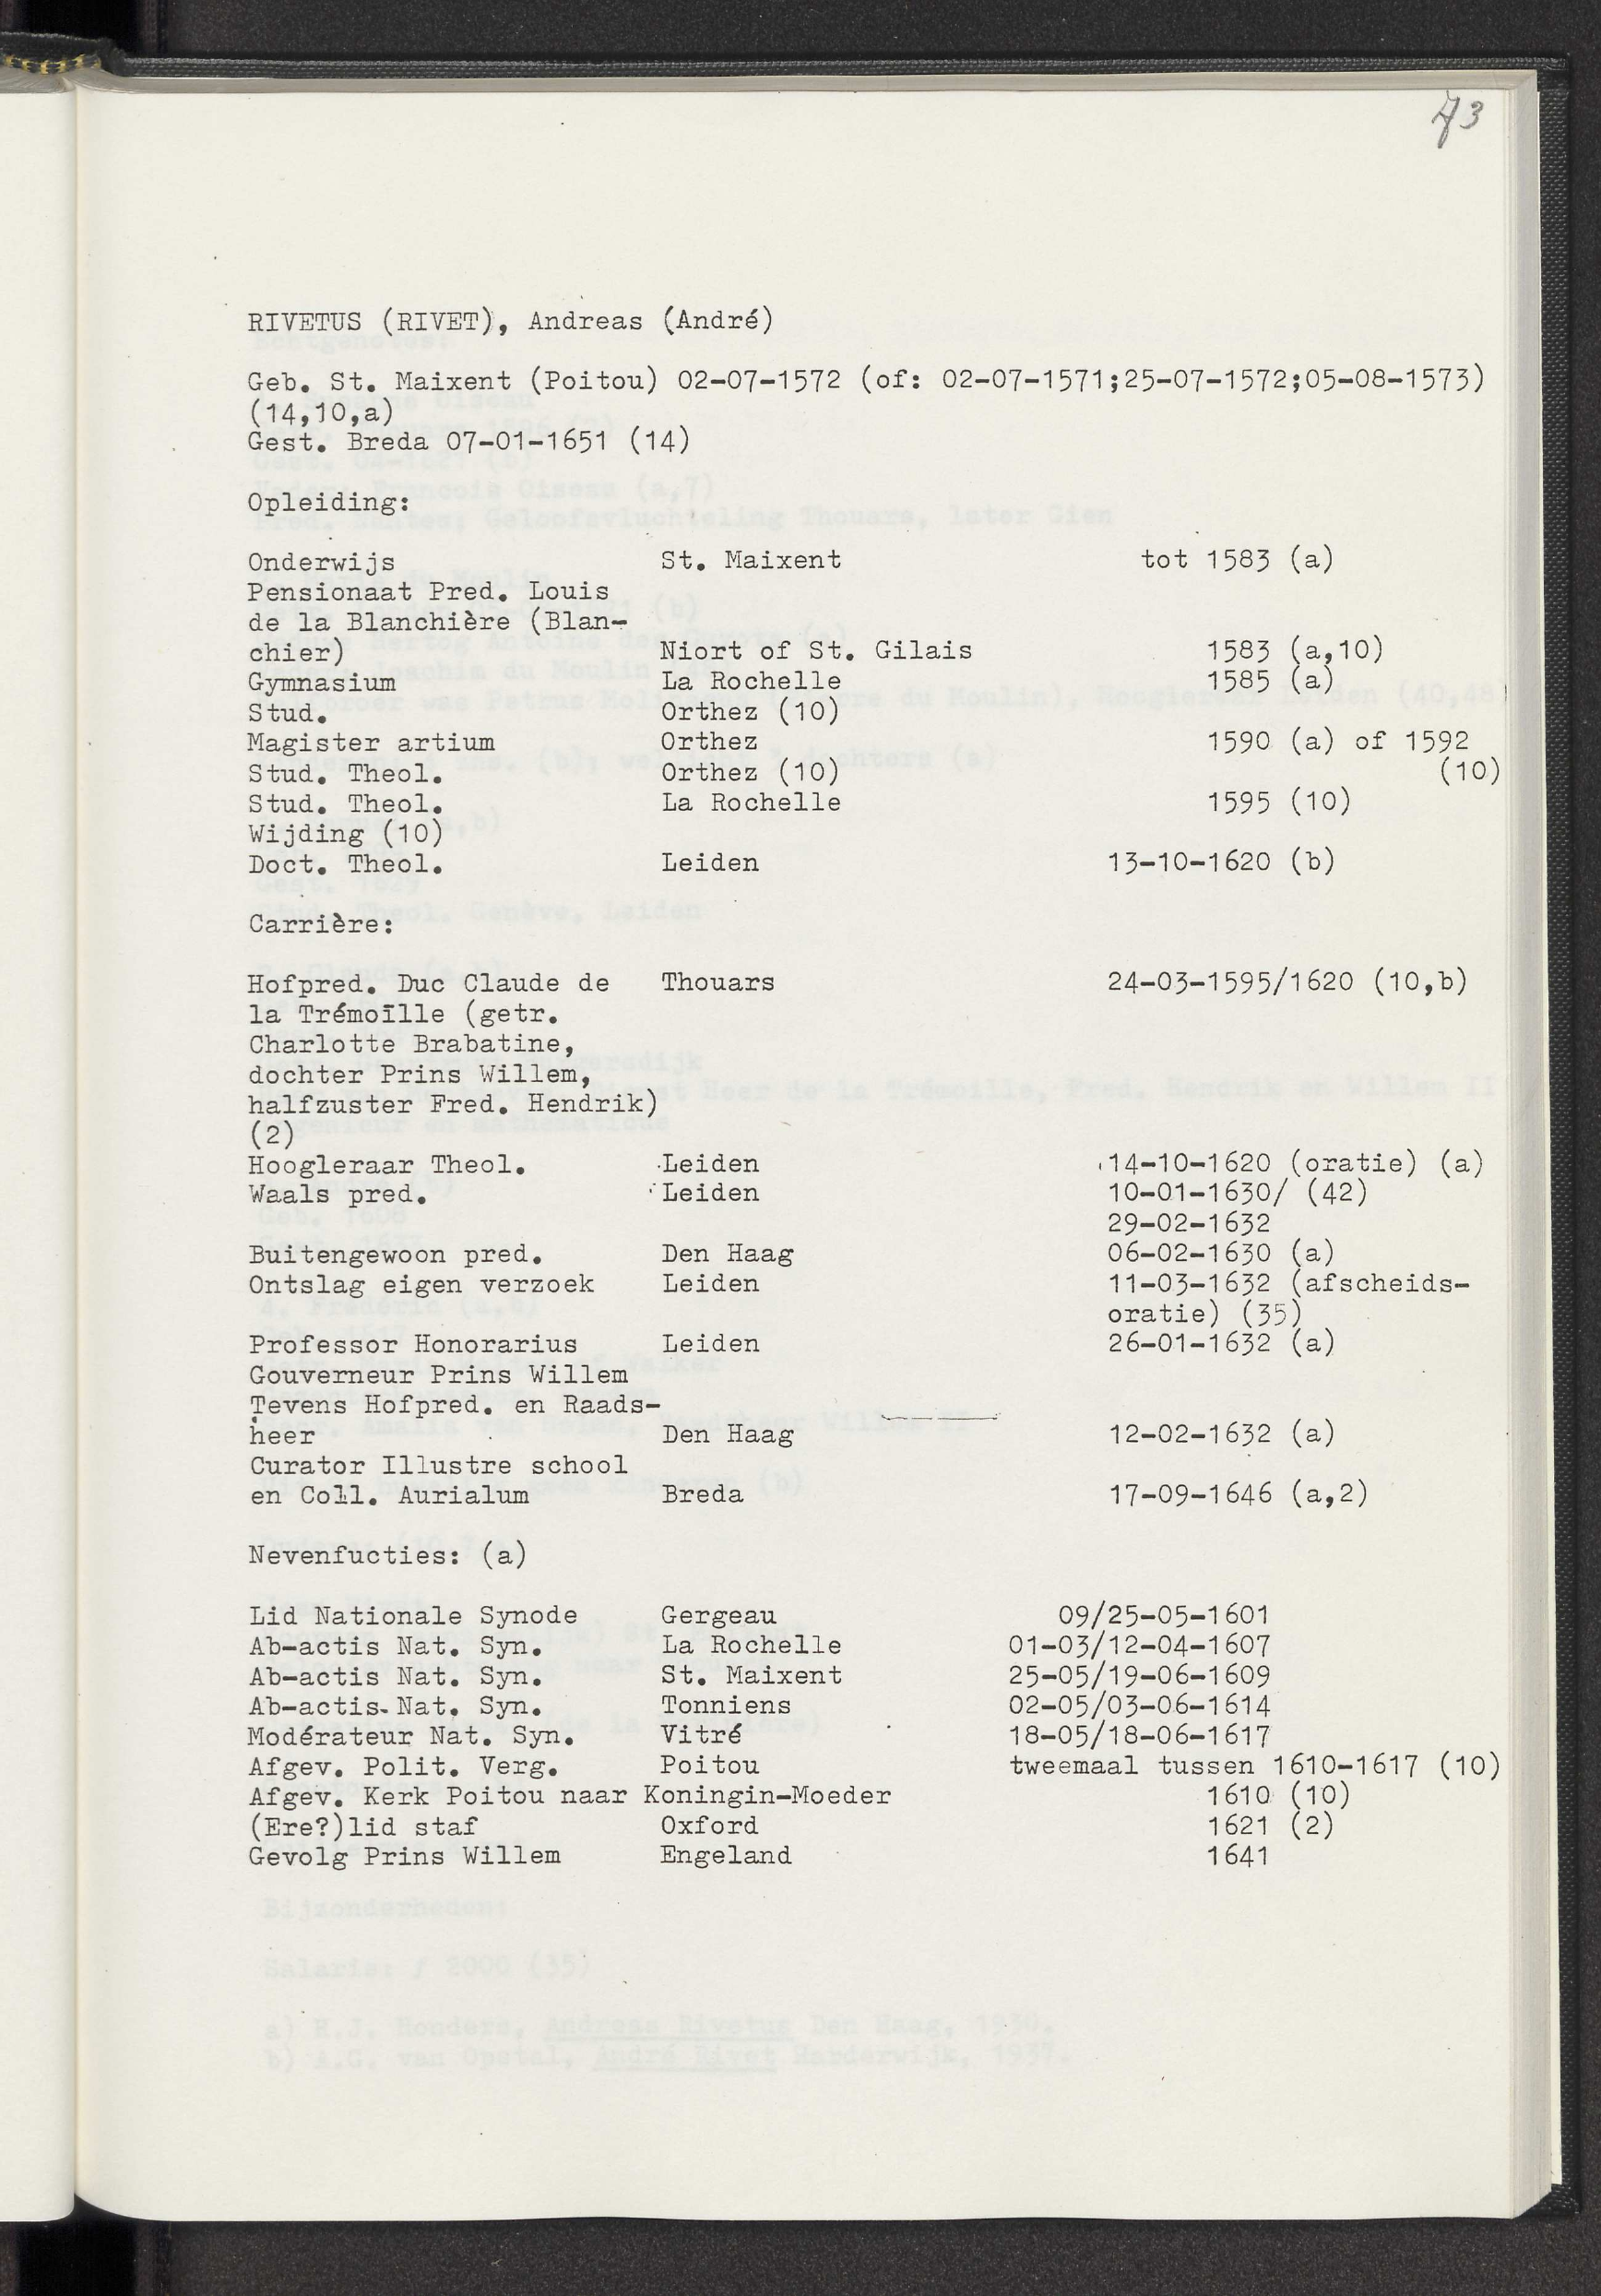 73
RIVETUS (RIVET), Andreas (André)
Geb. St. Maixent (Poitou) 02-07-1572 (of: 02-07-1571;25-07-1572;05-08-1573)
(14,10,a)
Gest. Breda 07-01-1651 (14)
Opleiding:
Onderwijs St. Maixent tot 1583 (a)
Pensionaat Pred. Louis
de la Blanchière (Blan-
chier) Niort of St. Gilais 1583 (a,10)
Gymnasium La Rochelle 1585 (a)
Stud. Orthez (10)
Magister artium Orthez 1590 (a) of 1592
Stud. Theol. Orthez (10) (10)
Stud. Theol. La Rochelle 1595 (10)
Wijding (10)
Doct. Theol. Leiden 13-10-1620 (b)
Carrière:
Hofpred. Duc Claude de Thouars 24-03-1595/1620 (10,b)
la Trémoïlle (getr.
Charlotte Brabatine,
dochter Prins Willem,
halfzuster Fred. Hendrik)
(2)
Hoogleraar Theol. Leiden 14-10-1620 (oratie) (a)
Waals pred. Leiden 10-01-1630/ (42)
29-02-1632
Buitengewoon pred. Den Haag 06-02-1630 (a)
Ontslag eigen verzoek Leiden 11-03-1632 (afscheids-
oratie) (35)
Professor Honorarius Leiden 26-01-1632 (a)
Gouverneur Prins Willem
Tevens Hofpred. en Raads-
heer Den Haag 12-02-1632 (a)
Curator Illustre school
en Coll. Aurialum Breda 17-09-1646 (a,2)
Nevenfucties: (a)
Lid Nationale Synode Gergeau 09/25-05-1601
Ab-actis Nat. Syn. La Rochelle 01-03/12-04-1607
Ab-actis Nat. Syn. St. Maixent 25-05/19-06-1609
Ab-actis Nat. Syn. Tonniens 02-05/03-06-1614
Modérateur Nat. Syn. Vitré 18-05/18-06-1617
Afgev. Polit. Verg. Poitou tweemaal tussen 1610-1617 (10)
Afgev. Kerk Poitou naar Koningin-Moeder 1610 (10)
(Ere?)lid staf Oxford 1621 (2)
Gevolg Prins Willem Engeland 1641